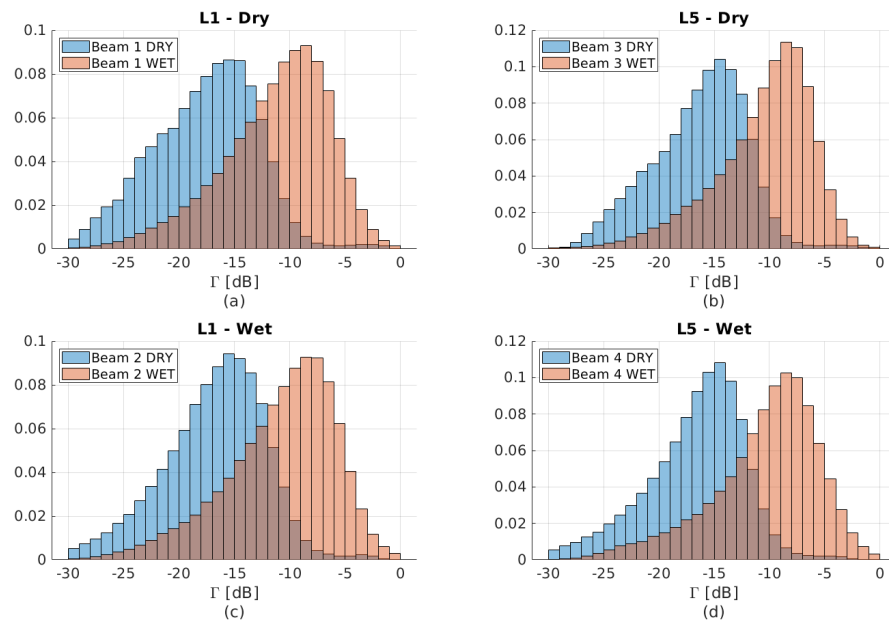 L1 - Dry
Beam 1 DRY
Beam 1 WET
0.1
0.08
0.06
0.04
0.02
0
-30 -25 -20 -15 -10 -5 0
Γ [dB]
(a)
L5 - Dry
Beam 3 DRY
Beam 3 WET
0.12
0.1
0.08
0.06
0.04
0.02
0
-30 -25 -20 -15 -10 -5 0
Γ [dB]
(b)
L1 - Wet
Beam 2 DRY
Beam 2 WET
0.1
0.08
0.06
0.04
0.02
0
-30 -25 -20 -15 -10 -5 0
Γ [dB]
(c)
L5 - Wet
Beam 4 DRY
Beam 4 WET
0.12
0.1
0.08
0.06
0.04
0.02
0
-30 -25 -20 -15 -10 -5 0
Γ [dB]
(d)